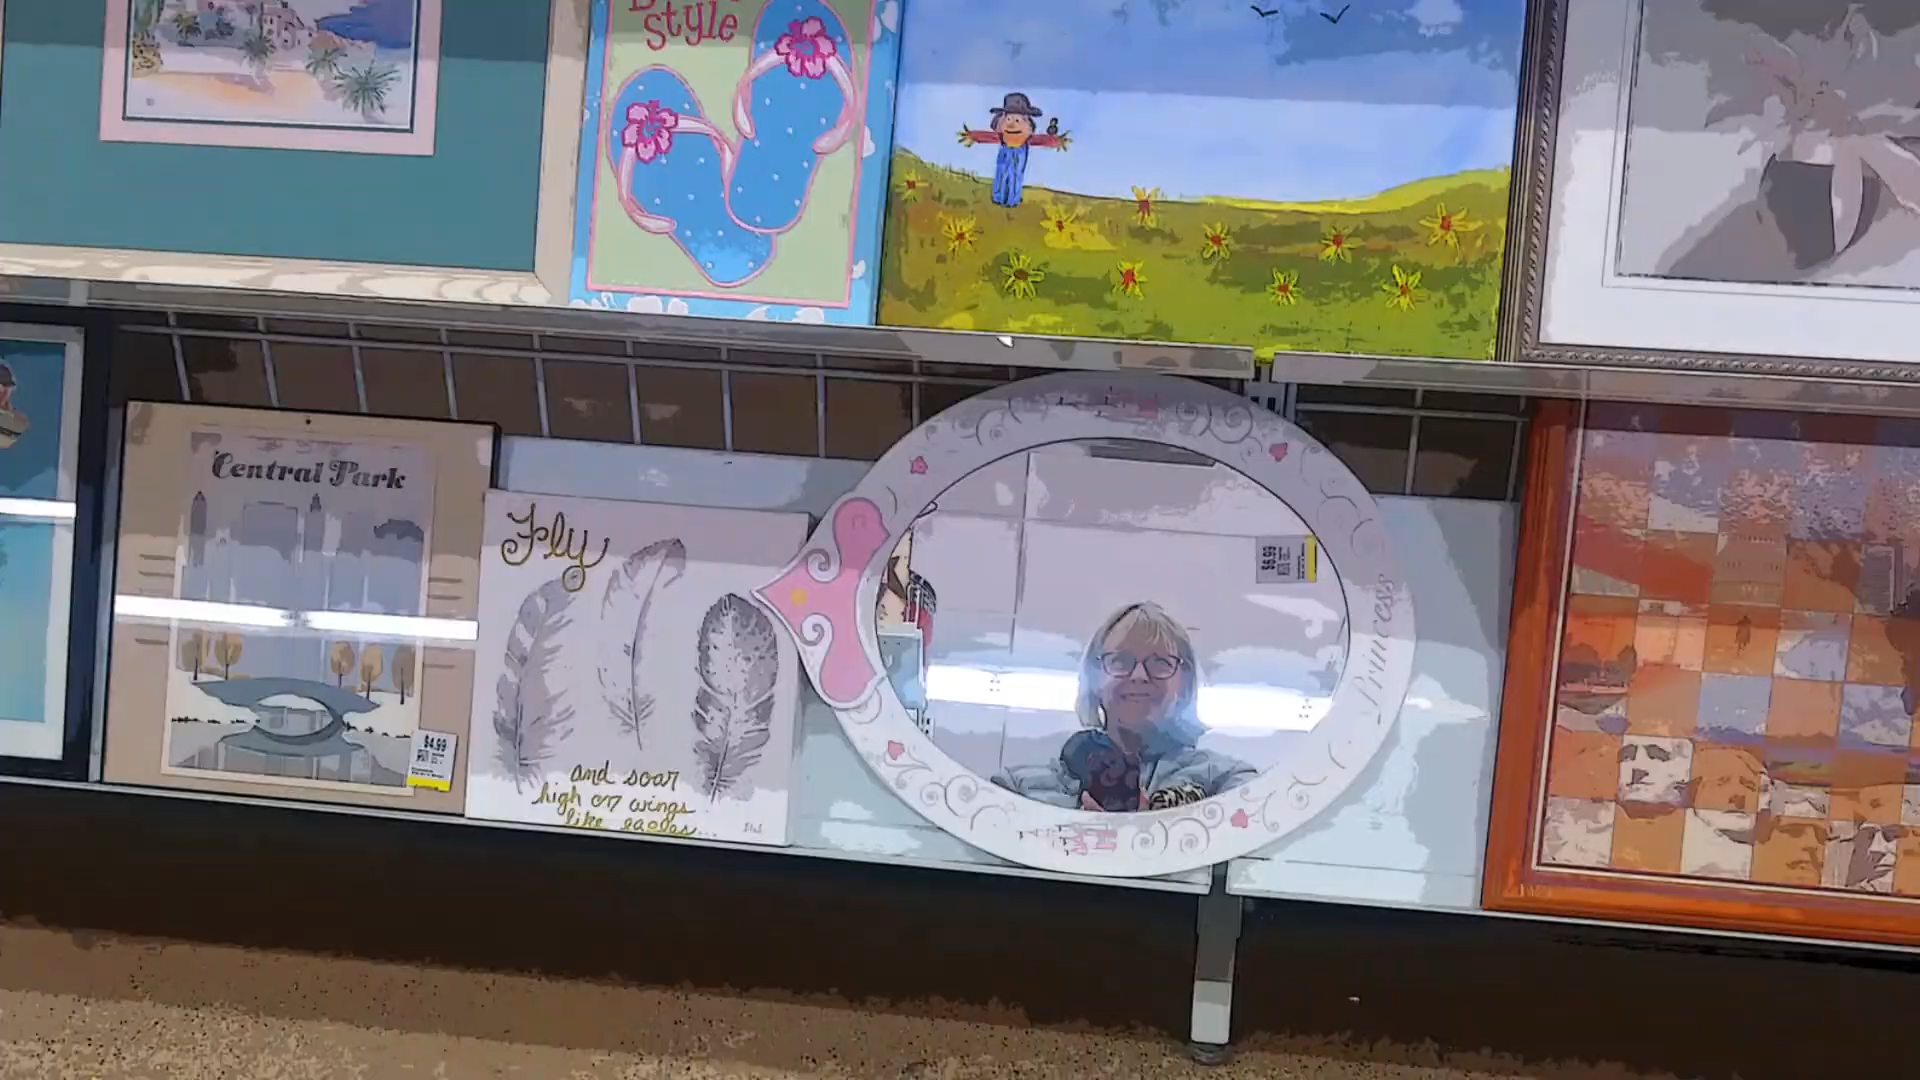 style
Central Park
$4.99
Fly
and soar
high on wings
like eagles...
$6.99
Princess